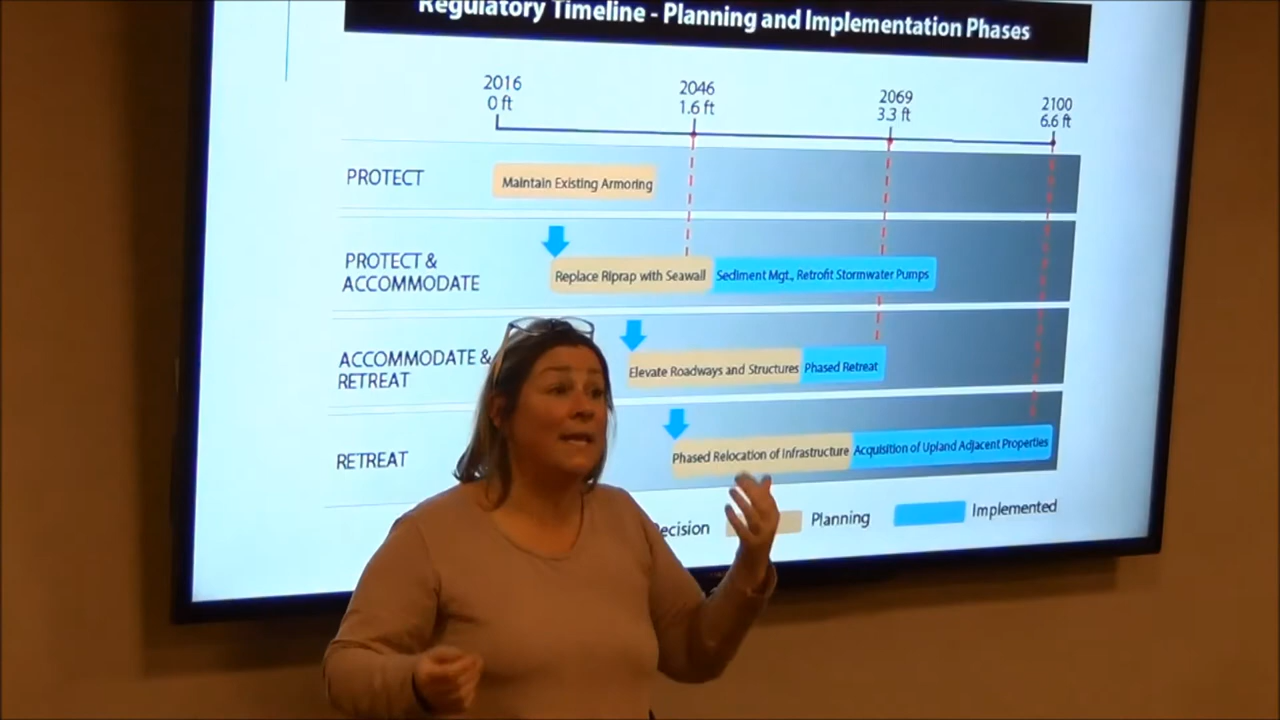 Regulatory Timeline - Planning and Implementation Phases
2016
0 ft
2046
1.6 ft
2069
3.3 ft
2100
6.6 ft
PROTECT
Maintain Existing Armoring
PROTECT &
ACCOMMODATE
Replace Riprap with Seawall
Sediment Mgt., Retrofit Stormwater Pumps
ACCOMMODATE &
RETREAT
Elevate Roadways and Structures
Phased Retreat
RETREAT
Phased Relocation of Infrastructure
Acquisition of Upland Adjacent Properties
ecision
Planning
Implemented